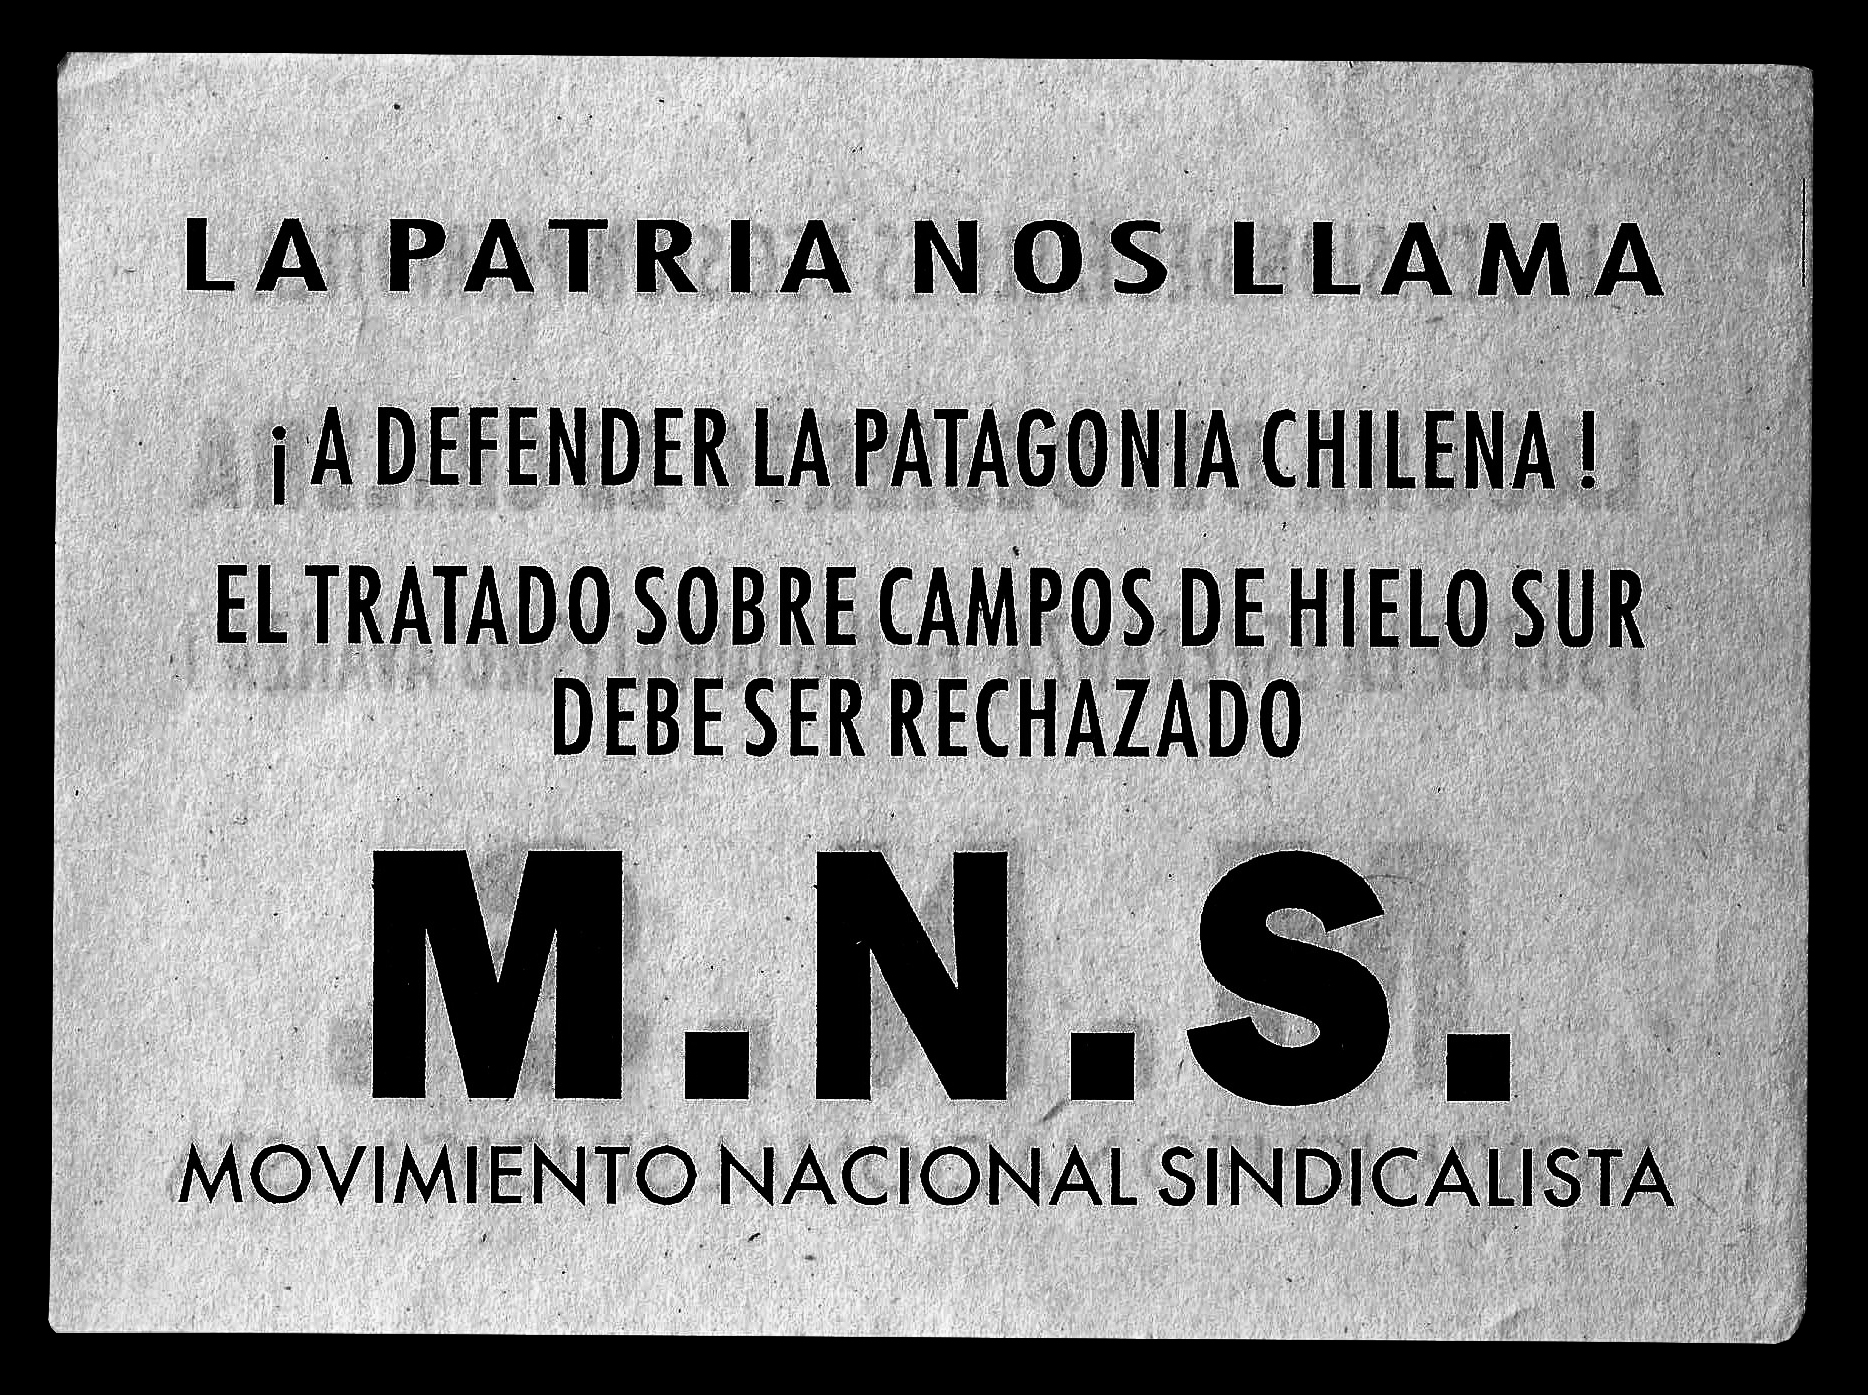 LA PATRIA NOS LLAMA
¡ A DEFENDER LA PATAGONIA CHILENA !
EL TRATADO SOBRE CAMPOS DE HIELO SUR
DEBE SER RECHAZADO
M.N.S.
MOVIMIENTO NACIONAL SINDICALISTA